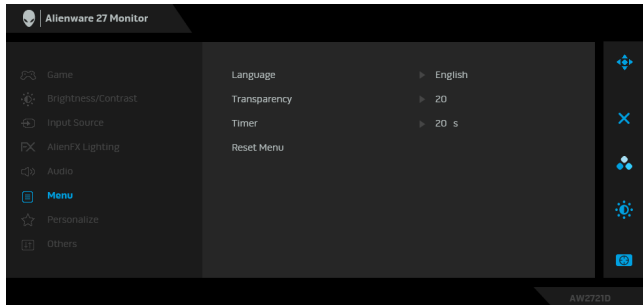 Alienware 27 Monitor
Game
Brightness/Contrast
Input Source
FX AlienFX Lighting
Audio
Menu
Personalize
Others
Language English
Transparency 20
Timer 20 s
Reset Menu
AW2721D